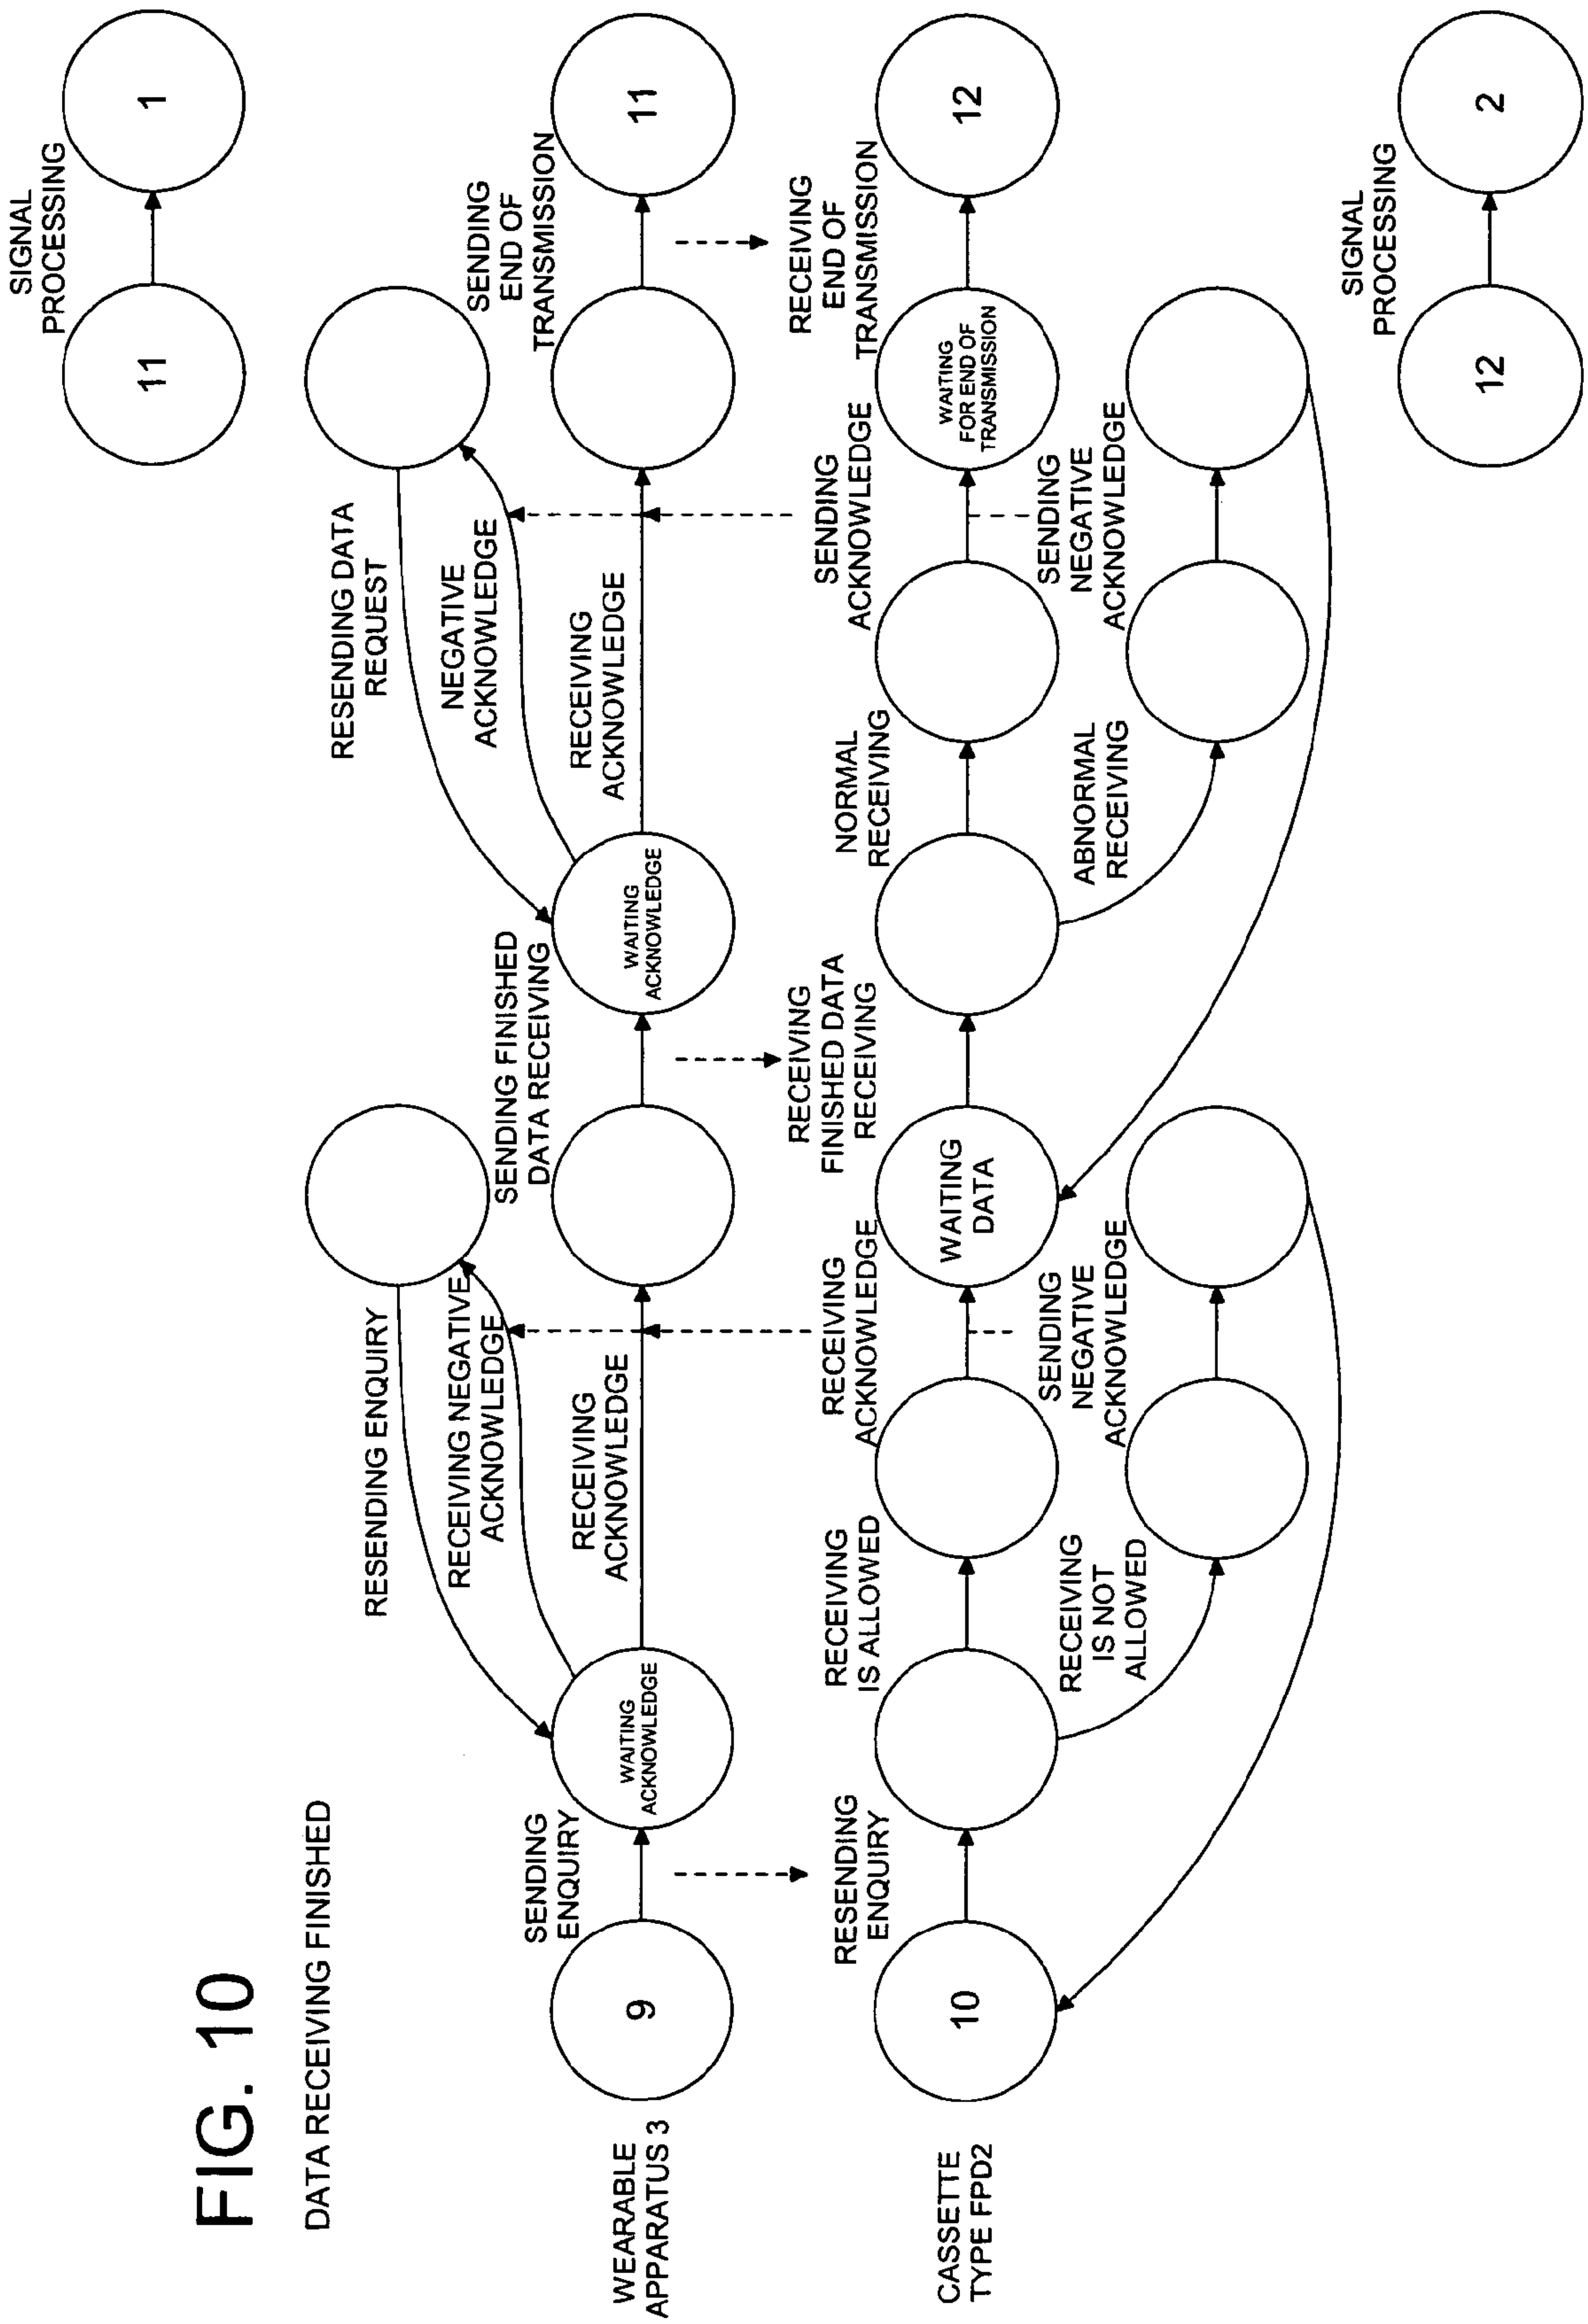 FIG. 10
DATA RECEIVING FINISHED
SIGNAL
PROCESSING
11
1
RESENDING ENQUIRY
RECEIVING NEGATIVE
ACKNOWLEDGE
RESENDING DATA
REQUEST
NEGATIVE
ACKNOWLEDGE
WEARABLE
APPARATUS 3
9
SENDING
ENQUIRY
WAITING
ACKNOWLEDGE
RECEIVING
ACKNOWLEDGE
SENDING FINISHED
DATA RECEIVING
WAITING
ACKNOWLEDGE
RECEIVING
ACKNOWLEDGE
SENDING
END OF
TRANSMISSION
11
CASSETTE
TYPE FPD2
10
RESENDING
ENQUIRY
RECEIVING
IS ALLOWED
RECEIVING
ACKNOWLEDGE
WAITING
DATA
RECEIVING
FINISHED DATA
RECEIVING
NORMAL
RECEIVING
SENDING
ACKNOWLEDGE
WAITING
FOR END OF
TRANSMISSION
RECEIVING
END OF
TRANSMISSION
12
RECEIVING
IS NOT
ALLOWED
SENDING
NEGATIVE
ACKNOWLEDGE
ABNORMAL
RECEIVING
SENDING
NEGATIVE
ACKNOWLEDGE
SIGNAL
PROCESSING
12
2